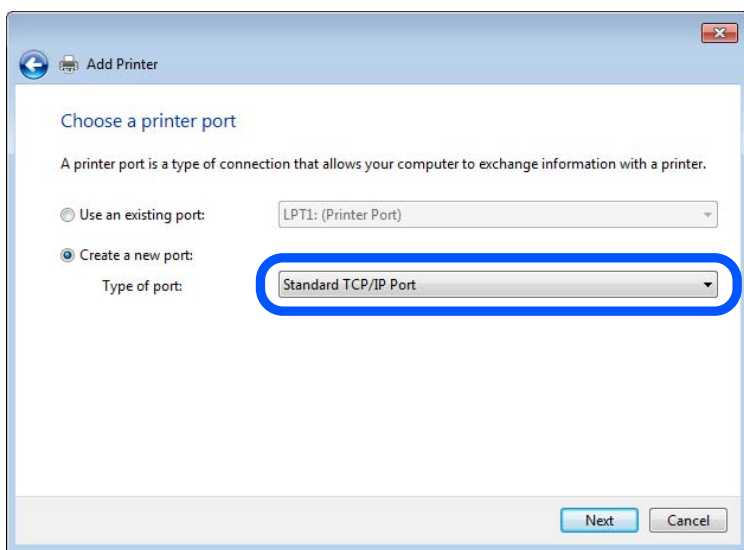 Add Printer
Choose a printer port
A printer port is a type of connection that allows your computer to exchange information with a printer.
Use an existing port: LPT1: (Printer Port)
Create a new port:
Type of port: Standard TCP/IP Port
Next Cancel